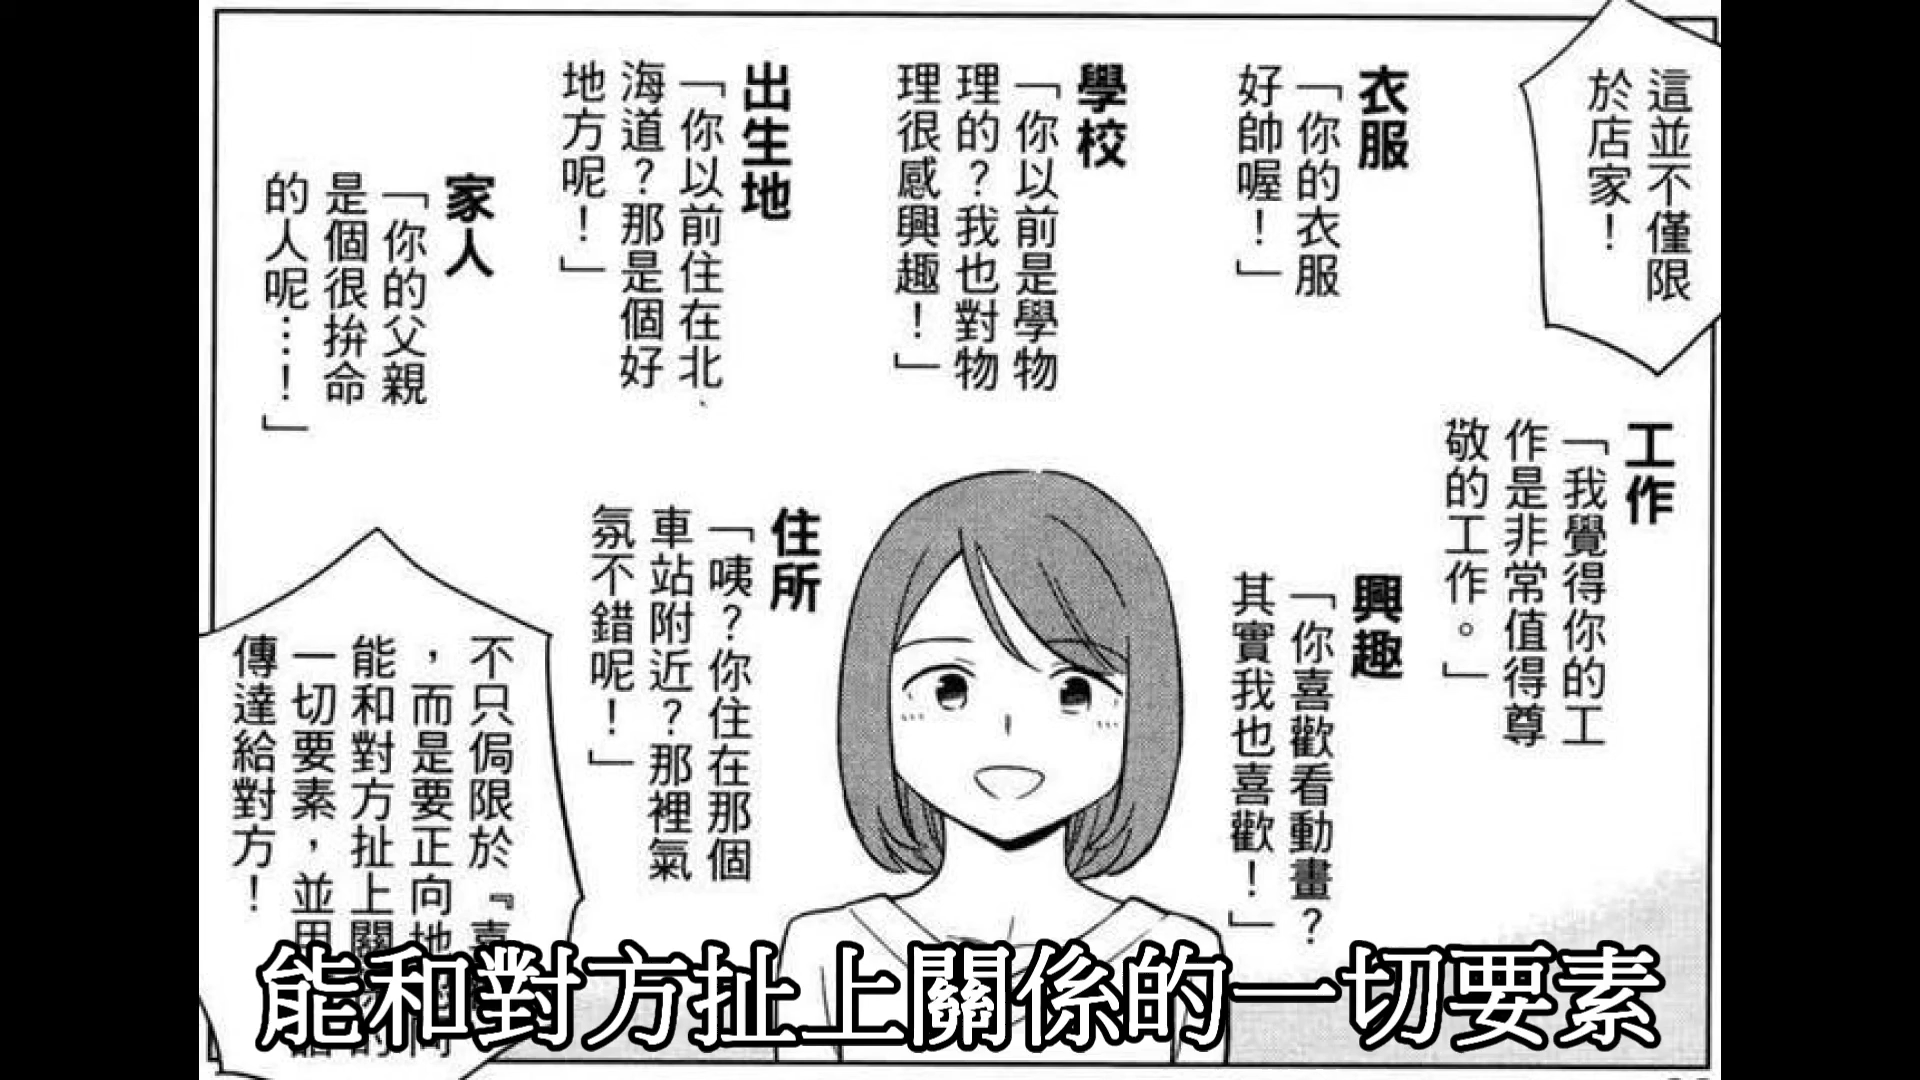 這並不僅限
於店家！
工作
「我覺得你的工
作是非常值得尊
敬的工作。」
衣服
「你的衣服
好帥喔！」
興趣
「你喜歡看動畫？
其實我也喜歡！」
學校
「你以前是學物
理的？我也對物
理很感興趣！」
出生地
「你以前住在北
海道？那是個好
地方呢！」
住所
「咦？你住在那個
車站附近？那裡氣
氛不錯呢！」
家人
「你的父親
是個很拚命
的人呢…！」
不只侷限於『喜
，而是要正向地
能和對方扯上關
一切要素，並用
傳達給對方！
能和對方扯上關係的一切要素